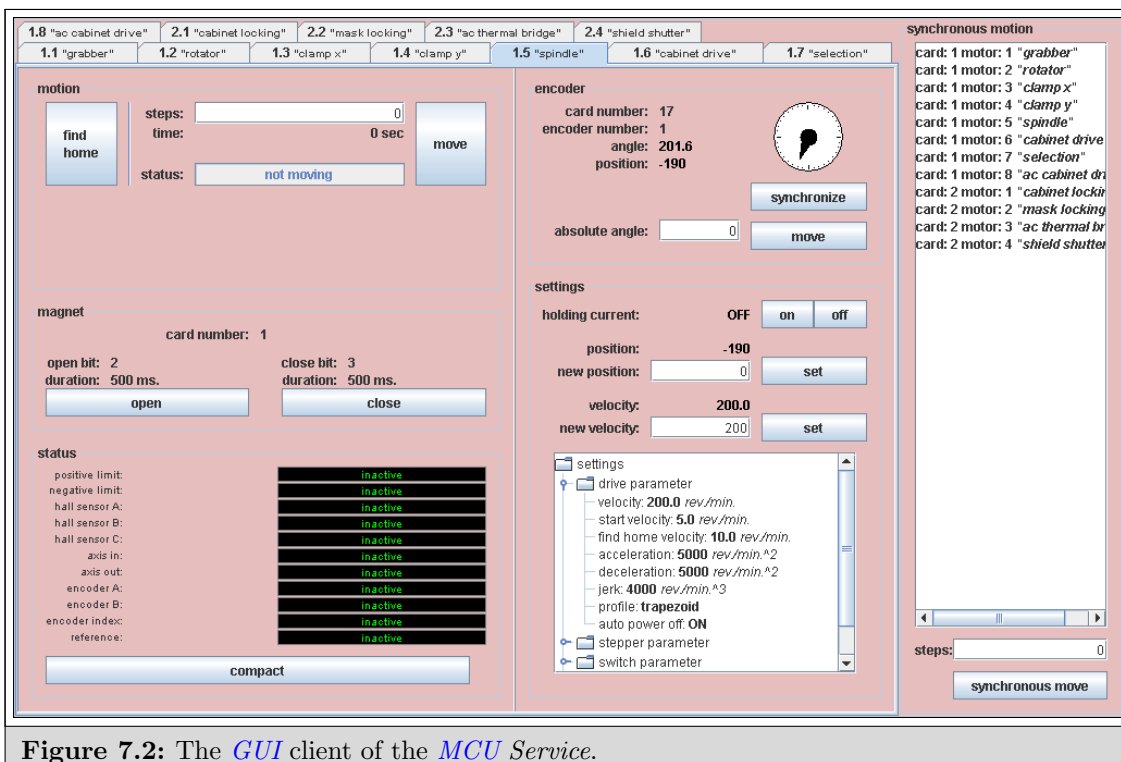 1.8 "ac cabinet drive" 2.1 "cabinet locking" 2.2 "mask locking" 2.3 "ac thermal bridge" 2.4 "shield shutter"
1.1 "grabber" 1.2 "rotator" 1.3 "clamp x" 1.4 "clamp y" 1.5 "spindle" 1.6 "cabinet drive" 1.7 "selection"
motion
find home
steps: 0
time: 0 sec
status: not moving
move
magnet
card number: 1
open bit: 2 close bit: 3
duration: 500 ms. duration: 500 ms.
open close
status
positive limit: inactive
negative limit: inactive
hall sensor A: inactive
hall sensor B: inactive
hall sensor C: inactive
axis in: inactive
axis out: inactive
encoder A: inactive
encoder B: inactive
encoder index: inactive
reference: inactive
compact
encoder
card number: 17
encoder number: 1
angle: 201.6
position: -190
synchronize
absolute angle: 0 move
settings
holding current: OFF on off
position: -190
new position: 0 set
velocity: 200.0
new velocity: 200 set
settings
drive parameter
velocity: 200.0 rev./min.
start velocity: 5.0 rev./min.
find home velocity: 10.0 rev./min.
acceleration: 5000 rev./min.^2
deceleration: 5000 rev./min.^2
jerk: 4000 rev./min.^3
profile: trapezoid
auto power off: ON
stepper parameter
switch parameter
synchronous motion
card: 1 motor: 1 "grabber"
card: 1 motor: 2 "rotator"
card: 1 motor: 3 "clamp x"
card: 1 motor: 4 "clamp y"
card: 1 motor: 5 "spindle"
card: 1 motor: 6 "cabinet drive
card: 1 motor: 7 "selection"
card: 1 motor: 8 "ac cabinet dri
card: 2 motor: 1 "cabinet lockin
card: 2 motor: 2 "mask locking
card: 2 motor: 3 "ac thermal br
card: 2 motor: 4 "shield shutter
steps: 0
synchronous move
Figure 7.2: The GUI client of the MCU Service.